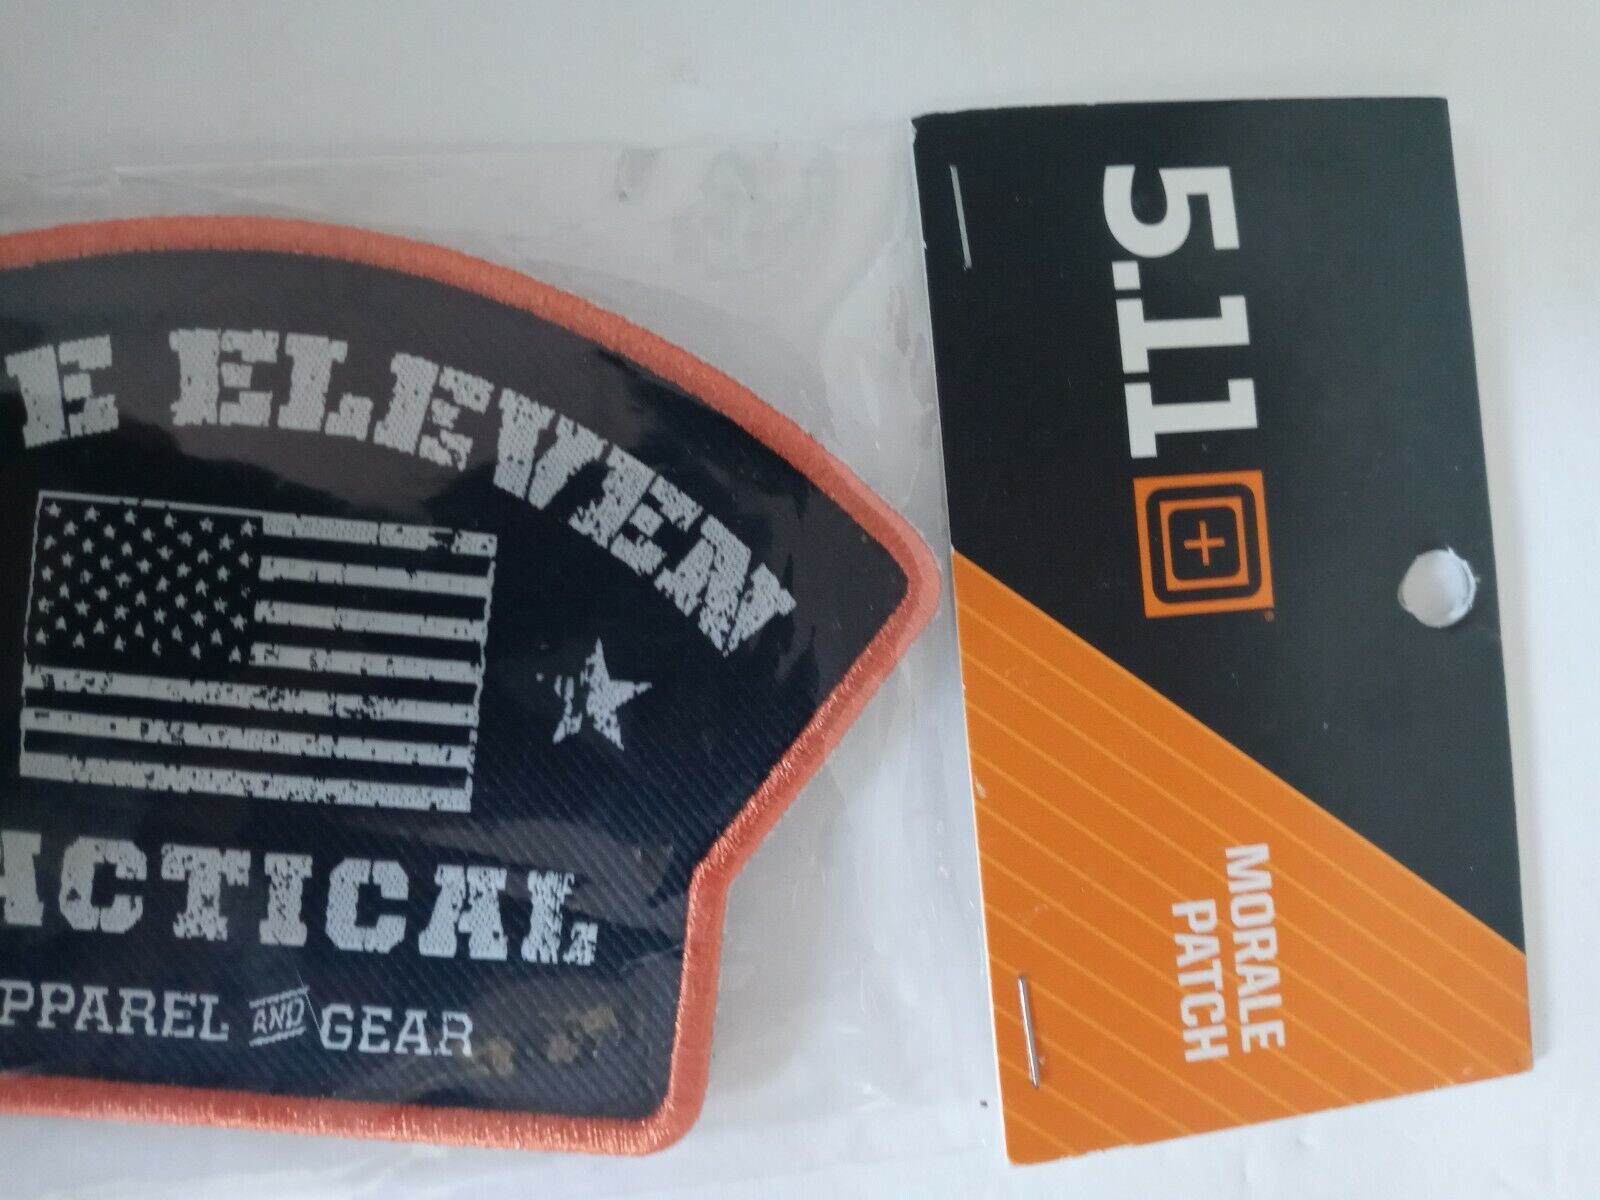 E ELEVEN
ACTICAL
PPAREL AND GEAR
5.11
MORALE
PATCH